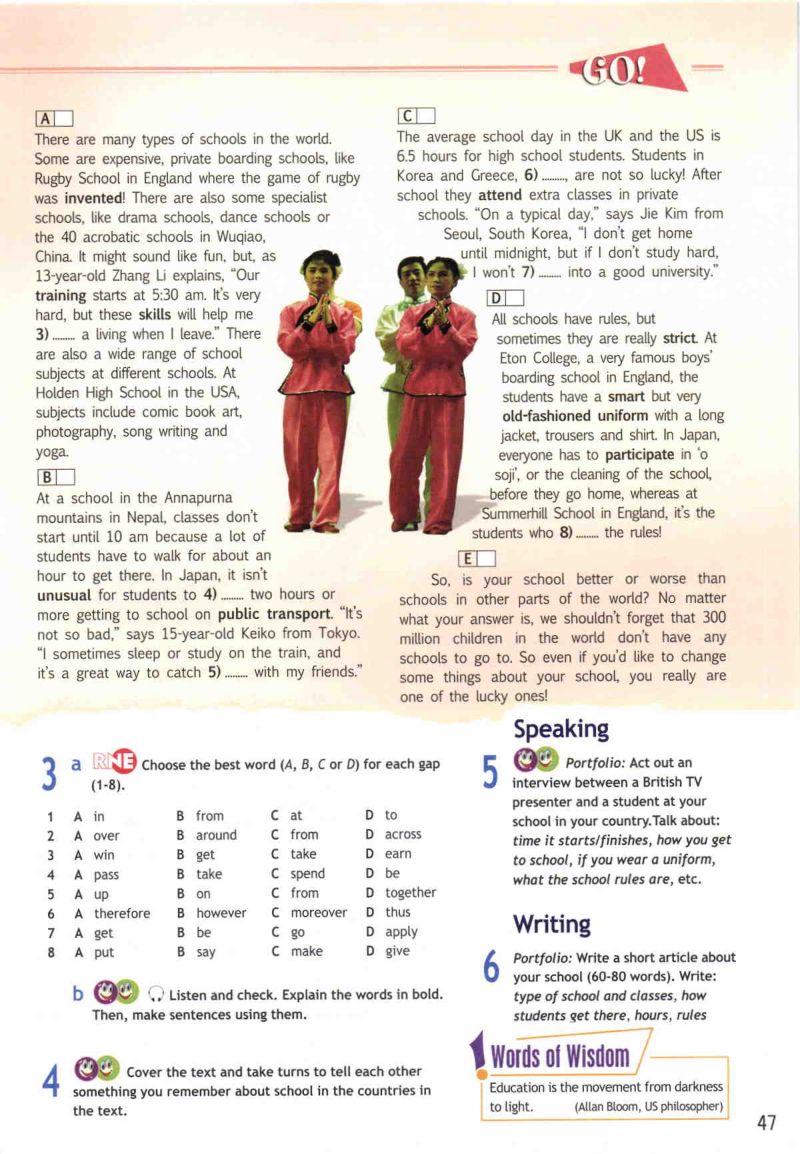 GO!
A
There are many types of schools in the world.
Some are expensive, private boarding schools, like
Rugby School in England where the game of rugby
was invented! There are also some specialist
schools, like drama schools, dance schools or
the 40 acrobatic schools in Wuqiao,
China. It might sound like fun, but, as
13-year-old Zhang Li explains, “Our
training starts at 5:30 am. It’s very
hard, but these skills will help me
3) ......... a living when I leave.” There
are also a wide range of school
subjects at different schools. At
Holden High School in the USA,
subjects include comic book art,
photography, song writing and
yoga.
B
At a school in the Annapurna
mountains in Nepal, classes don’t
start until 10 am because a lot of
students have to walk for about an
hour to get there. In Japan, it isn’t
unusual for students to 4) ......... two hours or
more getting to school on public transport. “It’s
not so bad,” says 15-year-old Keiko from Tokyo.
“I sometimes sleep or study on the train, and
it’s a great way to catch 5) ......... with my friends.”
C
The average school day in the UK and the US is
6.5 hours for high school students. Students in
Korea and Greece, 6) ........., are not so lucky! After
school they attend extra classes in private
schools. “On a typical day,” says Jie Kim from
Seoul, South Korea, “I don’t get home
until midnight, but if I don’t study hard,
I won’t 7) ......... into a good university.”
D
All schools have rules, but
sometimes they are really strict. At
Eton College, a very famous boys’
boarding school in England, the
students have a smart but very
old-fashioned uniform with a long
jacket, trousers and shirt. In Japan,
everyone has to participate in ‘o
soji’, or the cleaning of the school,
before they go home, whereas at
Summerhill School in England, it’s the
students who 8) ......... the rules!
E
So, is your school better or worse than
schools in other parts of the world? No matter
what your answer is, we shouldn’t forget that 300
million children in the world don’t have any
schools to go to. So even if you’d like to change
some things about your school, you really are
one of the lucky ones!
3 a RNE Choose the best word (A, B, C or D) for each gap
(1-8).
1 A in B from C at D to
2 A over B around C from D across
3 A win B get C take D earn
4 A pass B take C spend D be
5 A up B on C from D together
6 A therefore B however C moreover D thus
7 A get B be C go D apply
8 A put B say C make D give
b Listen and check. Explain the words in bold.
Then, make sentences using them.
4 Cover the text and take turns to tell each other
something you remember about school in the countries in
the text.
Speaking
5 Portfolio: Act out an
interview between a British TV
presenter and a student at your
school in your country.Talk about:
time it starts/finishes, how you get
to school, if you wear a uniform,
what the school rules are, etc.
Writing
6 Portfolio: Write a short article about
your school (60-80 words). Write:
type of school and classes, how
students get there, hours, rules
! Words of Wisdom
Education is the movement from darkness
to light. (Allan Bloom, US philosopher)
47